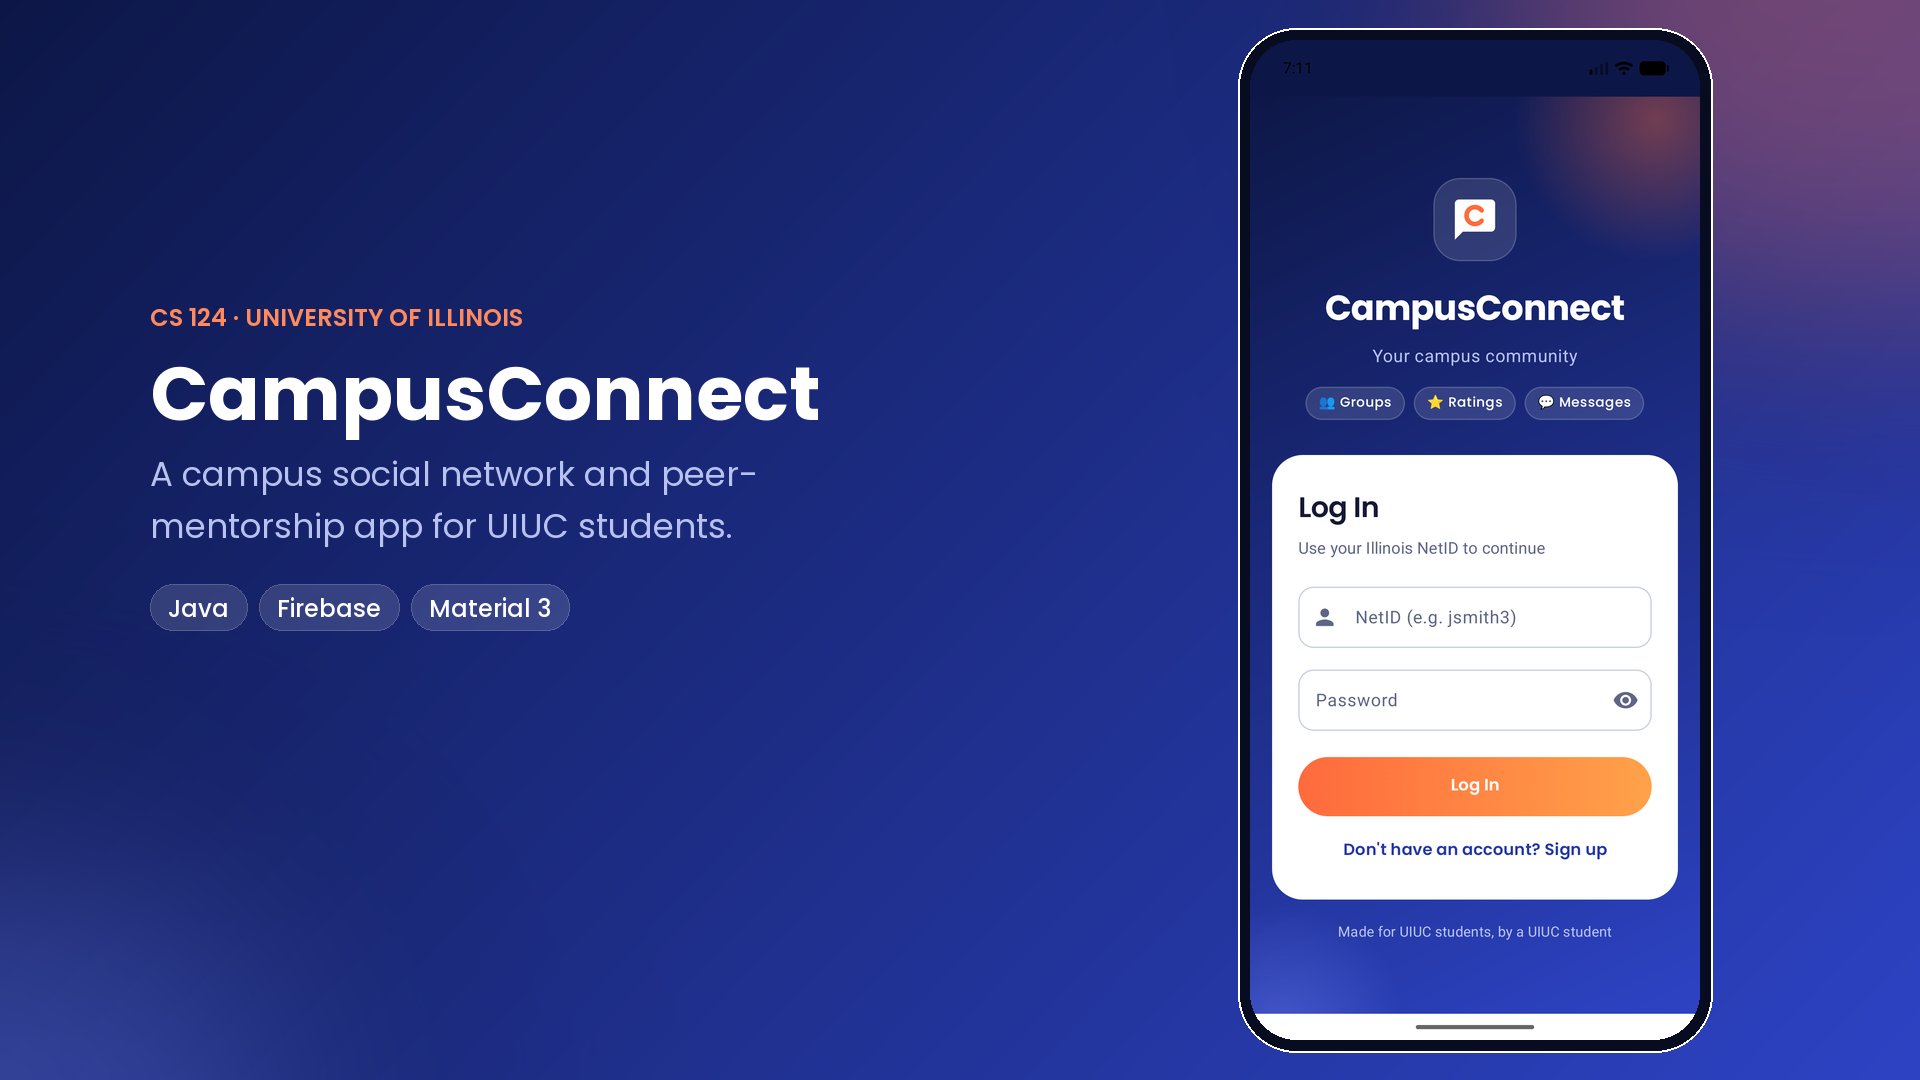 CS 124 · UNIVERSITY OF ILLINOIS
CampusConnect
A campus social network and peer-
mentorship app for UIUC students.
Java Firebase Material 3
7:11
C
CampusConnect
Your campus community
👥 Groups ⭐ Ratings 💬 Messages
Log In
Use your Illinois NetID to continue
NetID (e.g. jsmith3)
Password
Log In
Don't have an account? Sign up
Made for UIUC students, by a UIUC student